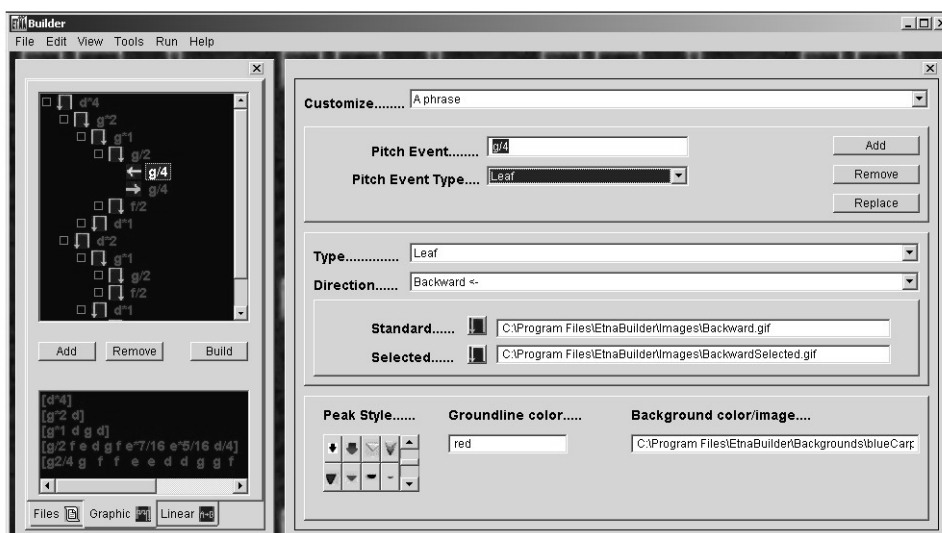 ETNA Builder
File Edit View Tools Run Help
d^4
g^2
g^1
g/2
g/4
g/4
f/2
d^1
d^2
g^1
g/2
f/2
d^1
Add Remove Build
[d^4]
[g^2 d]
[g^1 d g d]
[g/2 f e d g f e^7/16 e^5/16 d/4]
[g2/4 g f f e e d d g g f
Files Graphic Linear
Customize........ A phrase
Pitch Event........ g/4
Pitch Event Type.... Leaf
Add
Remove
Replace
Type............. Leaf
Direction...... Backward <-
Standard...... C:\Program Files\EtnaBuilder\Images\Backward.gif
Selected...... C:\Program Files\EtnaBuilder\Images\BackwardSelected.gif
Peak Style...... Groundline color..... Background color/image....
red C:\Program Files\EtnaBuilder\Backgrounds\blueCarp